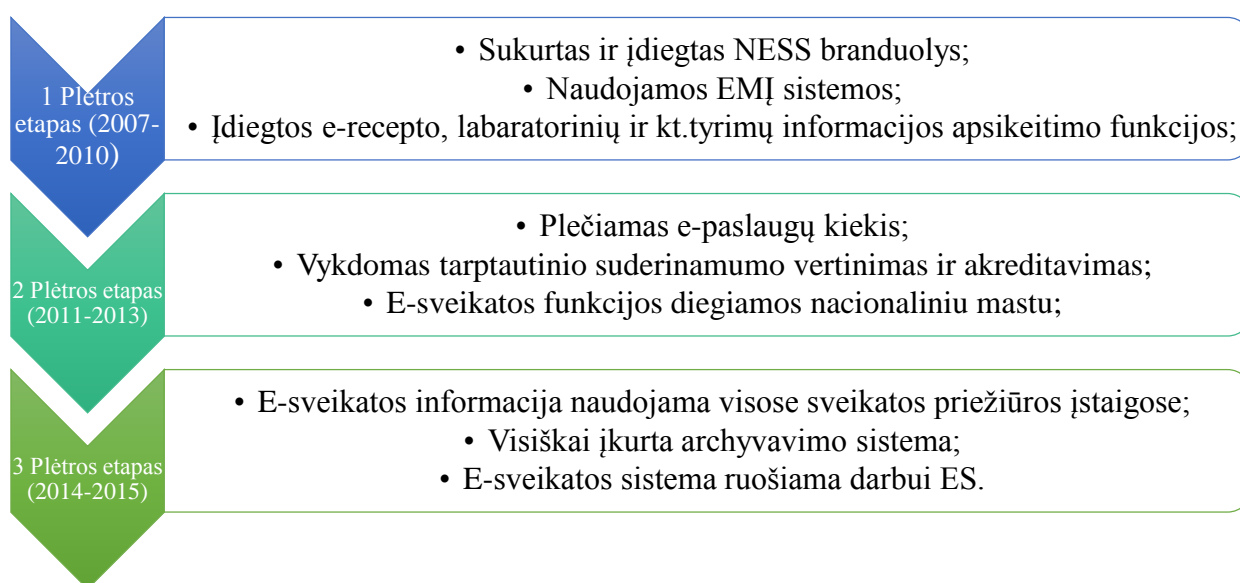 1 Plėtros
etapas (2007-
2010)
• Sukurtas ir įdiegtas NESS branduolys;
• Naudojamos EMĮ sistemos;
• Įdiegtos e-recepto, labaratorinių ir kt.tyrimų informacijos apsikeitimo funkcijos;
2 Plėtros etapas
(2011-2013)
• Plečiamas e-paslaugų kiekis;
• Vykdomas tarptautinio suderinamumo vertinimas ir akreditavimas;
• E-sveikatos funkcijos diegiamos nacionaliniu mastu;
3 Plėtros etapas
(2014-2015)
• E-sveikatos informacija naudojama visose sveikatos priežiūros įstaigose;
• Visiškai įkurta archyvavimo sistema;
• E-sveikatos sistema ruošiama darbui ES.